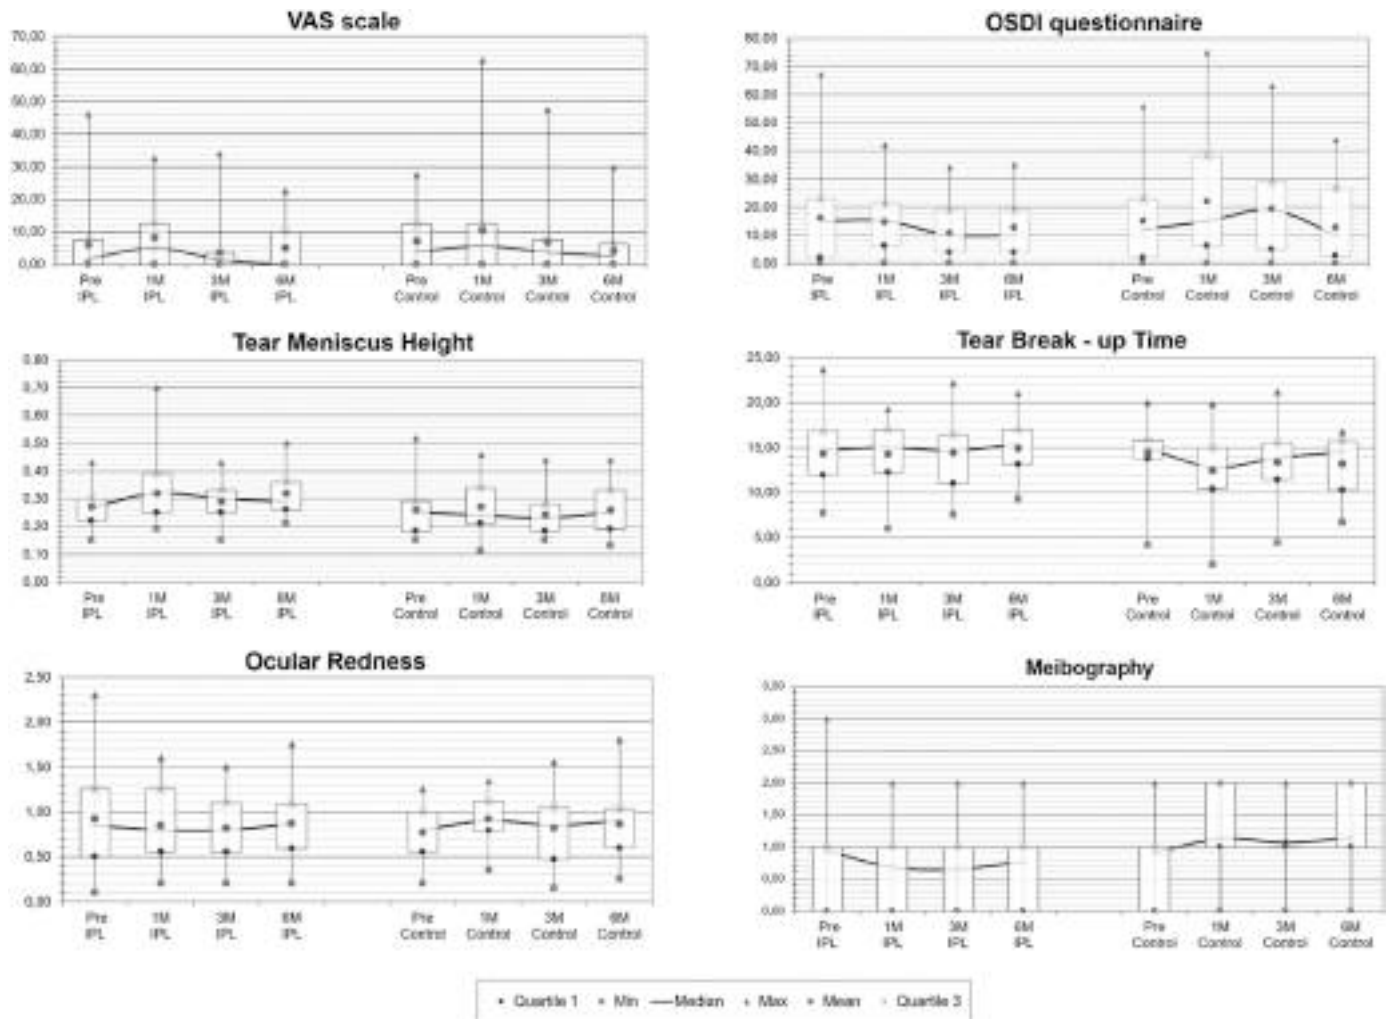 VAS scale
70,00
60,00
50,00
40,00
30,00
20,00
10,00
0,00
Pre IPL
1M IPL
3M IPL
6M IPL
Pre Control
1M Control
3M Control
6M Control
OSDI questionnaire
80,00
70,00
60,00
50,00
40,00
30,00
20,00
10,00
0,00
Pre IPL
1M IPL
3M IPL
6M IPL
Pre Control
1M Control
3M Control
6M Control
Tear Meniscus Height
0,80
0,70
0,60
0,50
0,40
0,30
0,20
0,10
0,00
Pre IPL
1M IPL
3M IPL
6M IPL
Pre Control
1M Control
3M Control
6M Control
Tear Break - up Time
25,00
20,00
15,00
10,00
5,00
0,00
Pre IPL
1M IPL
3M IPL
6M IPL
Pre Control
1M Control
3M Control
6M Control
Ocular Redness
2,50
2,00
1,50
1,00
0,50
0,00
Pre IPL
1M IPL
3M IPL
6M IPL
Pre Control
1M Control
3M Control
6M Control
Meibography
3,50
3,00
2,50
2,00
1,50
1,00
0,50
0,00
Pre IPL
1M IPL
3M IPL
6M IPL
Pre Control
1M Control
3M Control
6M Control
Quartile 1 Min Median Max Mean Quartile 3